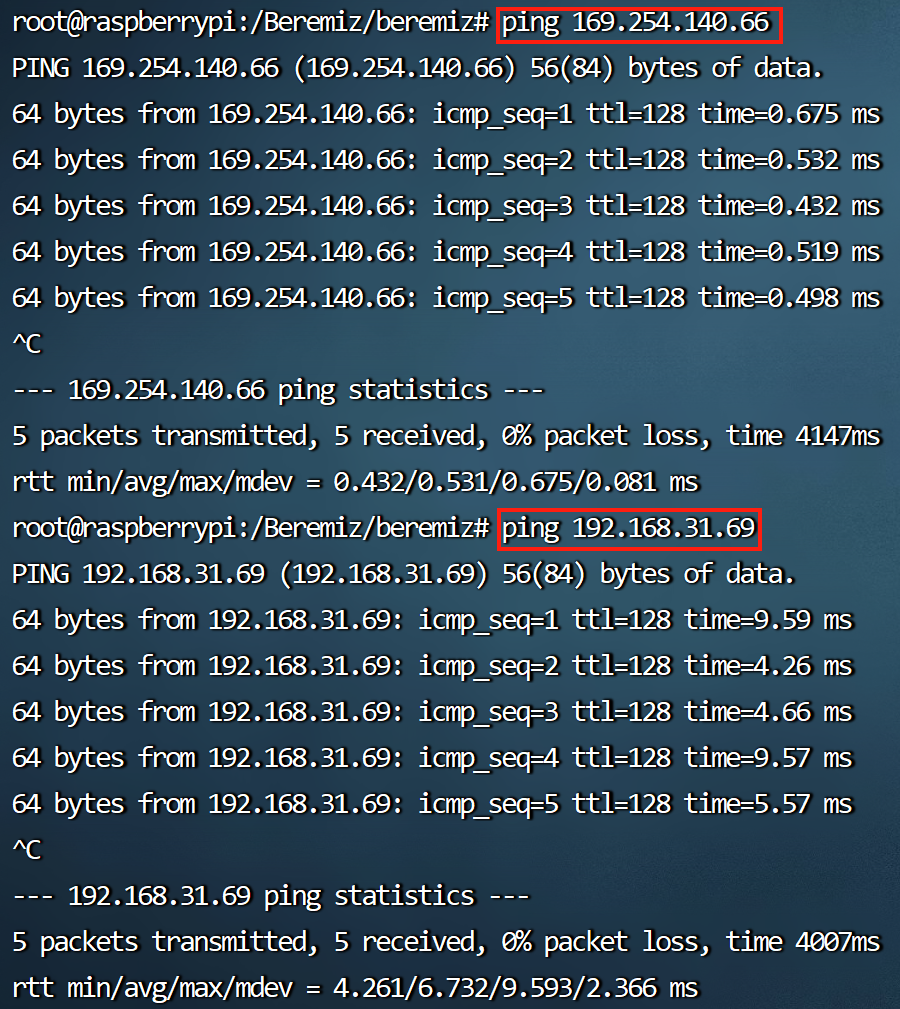 root@raspberrypi:/Beremiz/beremiz# ping 169.254.140.66
PING 169.254.140.66 (169.254.140.66) 56(84) bytes of data.
64 bytes from 169.254.140.66: icmp_seq=1 ttl=128 time=0.675 ms
64 bytes from 169.254.140.66: icmp_seq=2 ttl=128 time=0.532 ms
64 bytes from 169.254.140.66: icmp_seq=3 ttl=128 time=0.432 ms
64 bytes from 169.254.140.66: icmp_seq=4 ttl=128 time=0.519 ms
64 bytes from 169.254.140.66: icmp_seq=5 ttl=128 time=0.498 ms
^C
--- 169.254.140.66 ping statistics ---
5 packets transmitted, 5 received, 0% packet loss, time 4147ms
rtt min/avg/max/mdev = 0.432/0.531/0.675/0.081 ms
root@raspberrypi:/Beremiz/beremiz# ping 192.168.31.69
PING 192.168.31.69 (192.168.31.69) 56(84) bytes of data.
64 bytes from 192.168.31.69: icmp_seq=1 ttl=128 time=9.59 ms
64 bytes from 192.168.31.69: icmp_seq=2 ttl=128 time=4.26 ms
64 bytes from 192.168.31.69: icmp_seq=3 ttl=128 time=4.66 ms
64 bytes from 192.168.31.69: icmp_seq=4 ttl=128 time=9.57 ms
64 bytes from 192.168.31.69: icmp_seq=5 ttl=128 time=5.57 ms
^C
--- 192.168.31.69 ping statistics ---
5 packets transmitted, 5 received, 0% packet loss, time 4007ms
rtt min/avg/max/mdev = 4.261/6.732/9.593/2.366 ms